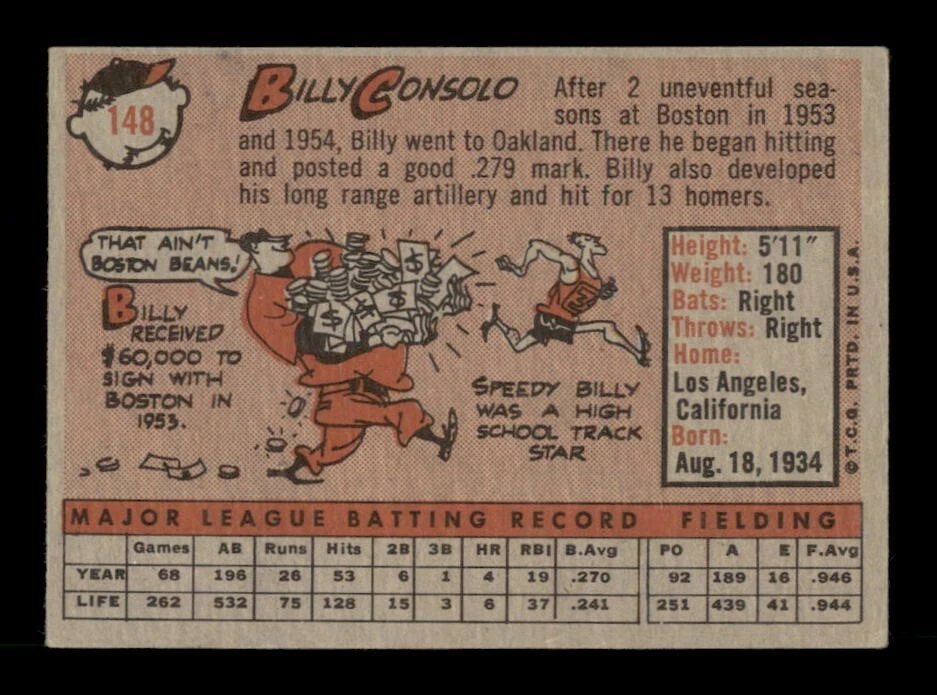 148
BILLY CONSOLO
After 2 uneventful sea-
sons at Boston in 1953
and 1954, Billy went to Oakland. There he began hitting
and posted a good .279 mark. Billy also developed
his long range artillery and hit for 13 homers.
THAT AIN'T
BOSTON BEANS!
BILLY
RECEIVED
$60,000 TO
SIGN WITH
BOSTON IN
1953.
$
$
$
SPEEDY BILLY
WAS A HIGH
SCHOOL TRACK
STAR
Height: 5'11"
Weight: 180
Bats: Right
Throws: Right
Home:
Los Angeles,
California
Born:
Aug. 18, 1934
©T.C.G. PRTD. IN U.S.A.
MAJOR LEAGUE BATTING RECORD FIELDING
Games AB Runs Hits 2B 3B HR RBI B.Avg PO A E F.Avg
YEAR 68 196 26 53 6 1 4 19 .270 92 189 16 .946
LIFE 262 532 75 128 15 3 6 37 .241 251 439 41 .944